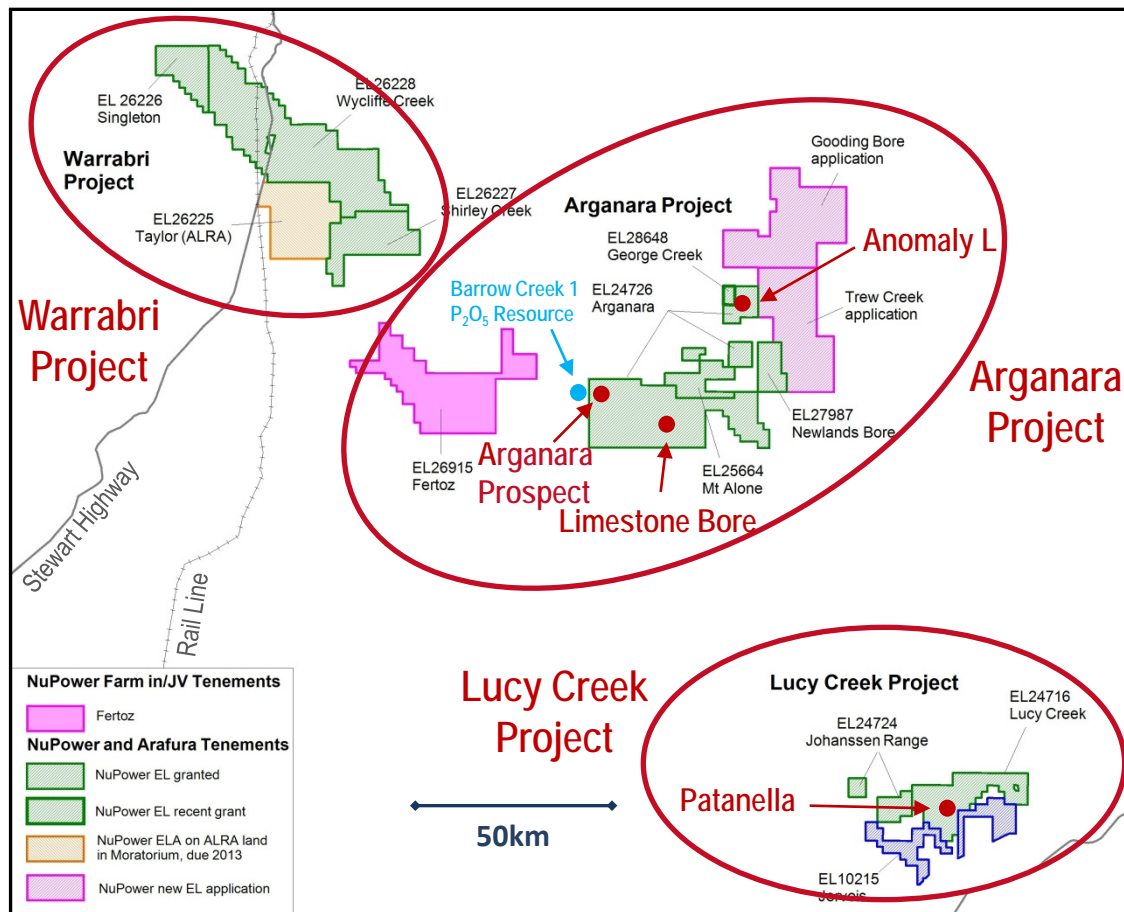 EL 26226
Singleton
EL26228
Wycliffe Creek
Warrabri
Project
EL26227
Shirley Creek
EL26225
Taylor (ALRA)
Warrabri
Project
Gooding Bore
application
Arganara Project
EL28648
George Creek
Anomaly L
EL24726
Arganara
Barrow Creek 1
P₂O₅ Resource
Trew Creek
application
Arganara
Project
EL27987
Newlands Bore
EL26915
Fertoz
Arganara
Prospect
EL25664
Mt Alone
Limestone Bore
Stewart Highway
Rail Line
NuPower Farm in/JV Tenements
Fertoz
NuPower and Arafura Tenements
NuPower EL granted
NuPower EL recent grant
NuPower ELA on ALRA land
in Moratorium, due 2013
NuPower new EL application
50km
Lucy Creek
Project
Lucy Creek Project
EL24716
Lucy Creek
EL24724
Johanssen Range
Patanella
EL10215
Jervois